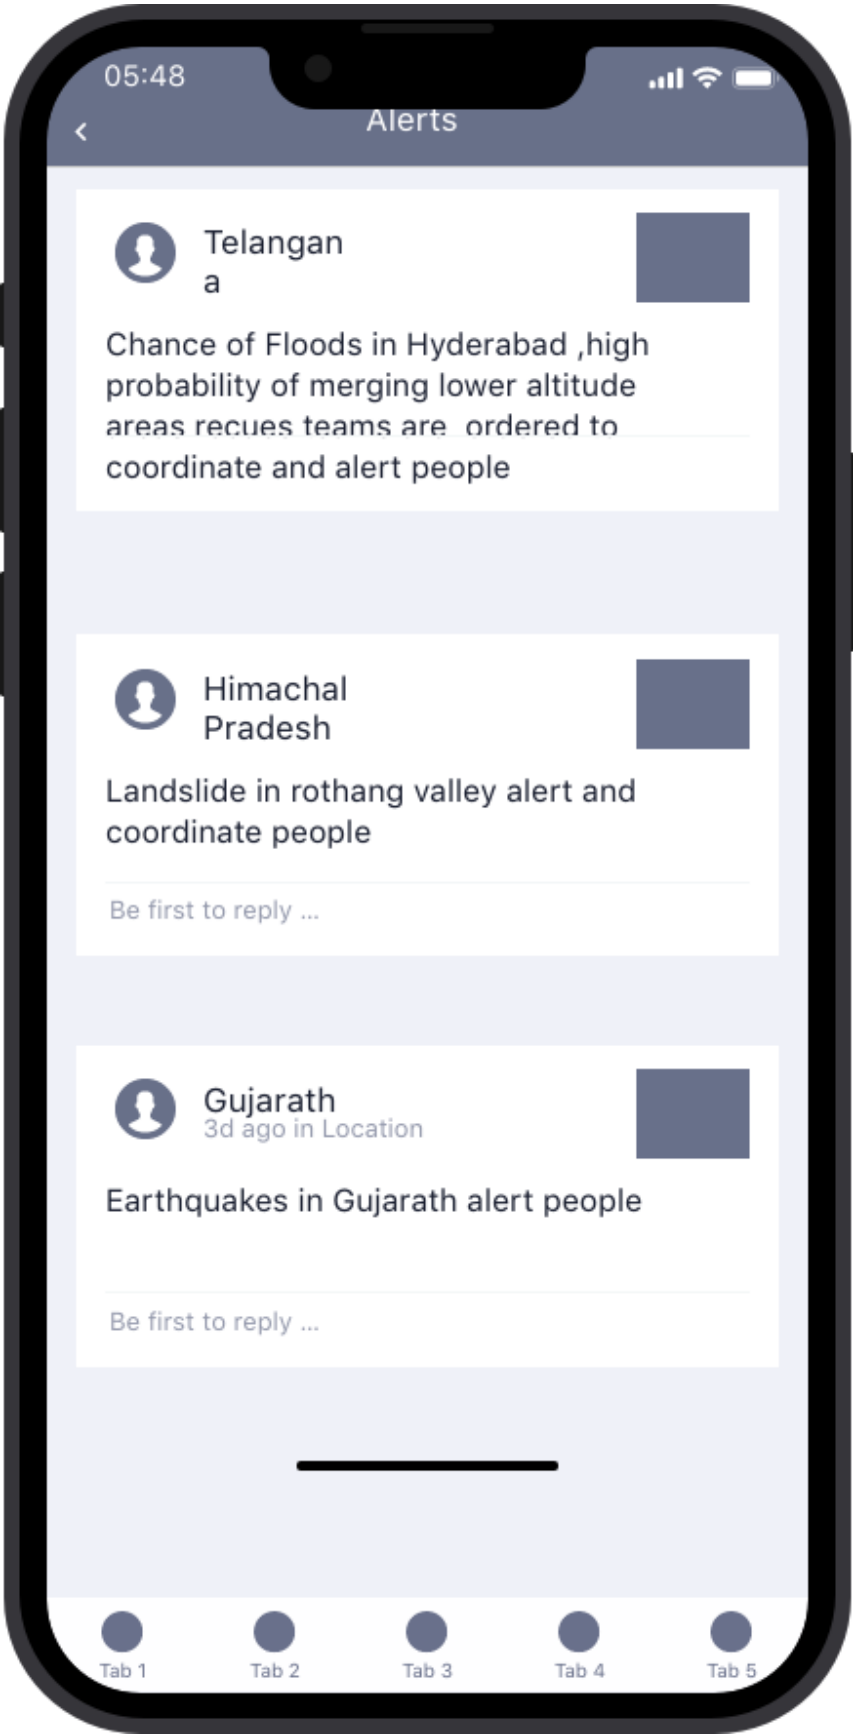 05:48
Alerts
Telangan
a
Chance of Floods in Hyderabad ,high
probability of merging lower altitude
areas recues teams are  ordered to
coordinate and alert people
Himachal
Pradesh
Landslide in rothang valley alert and
coordinate people
Be first to reply ...
Gujarath
3d ago in Location
Earthquakes in Gujarath alert people
Be first to reply ...
Tab 1 Tab 2 Tab 3 Tab 4 Tab 5